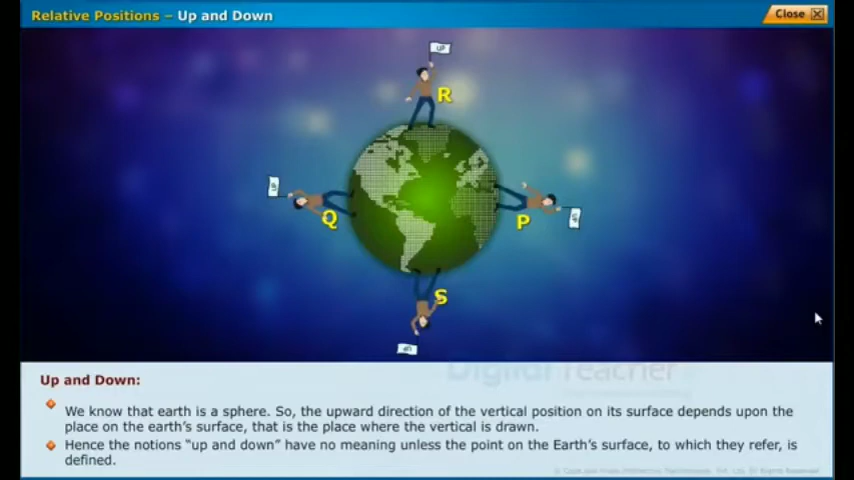 Relative Positions – Up and Down
Close
UP
R
UP
Q
P
UP
S
UP
Digital Teacher
Up and Down:
We know that earth is a sphere. So, the upward direction of the vertical position on its surface depends upon the
place on the earth's surface, that is the place where the vertical is drawn.
Hence the notions "up and down" have no meaning unless the point on the Earth's surface, to which they refer, is
defined.